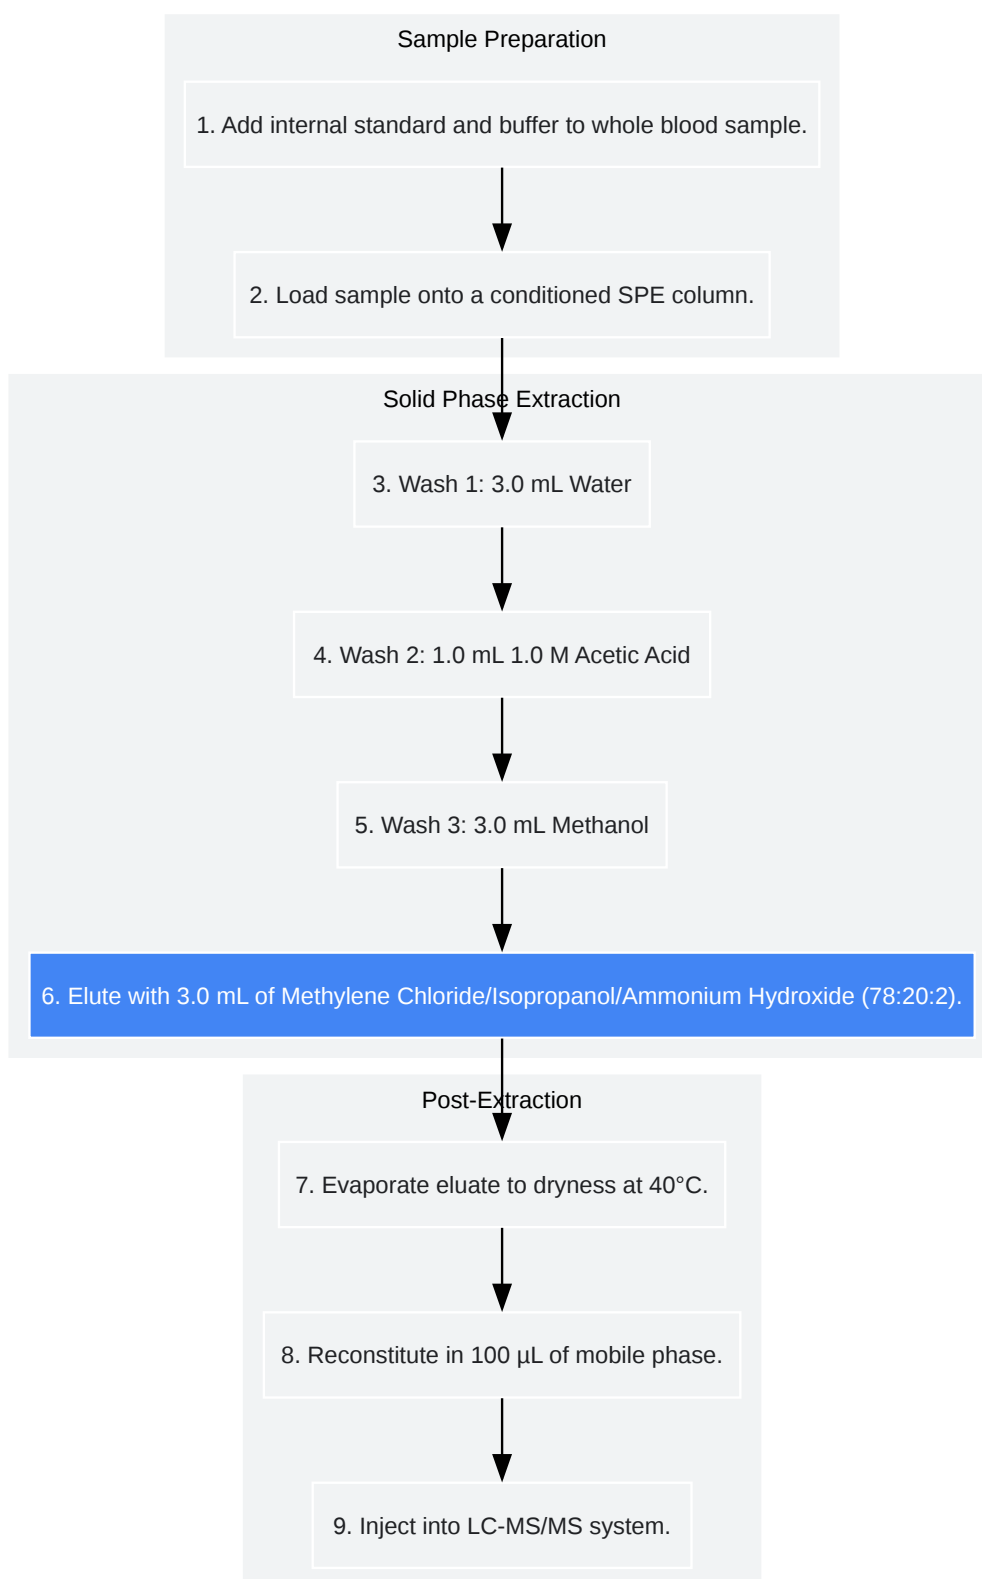 Sample Preparation
1. Add internal standard and buffer to whole blood sample.
2. Load sample onto a conditioned SPE column.
Solid Phase Extraction
3. Wash 1: 3.0 mL Water
4. Wash 2: 1.0 mL 1.0 M Acetic Acid
5. Wash 3: 3.0 mL Methanol
6. Elute with 3.0 mL of Methylene Chloride/Isopropanol/Ammonium Hydroxide (78:20:2).
Post-Extraction
7. Evaporate eluate to dryness at 40°C.
8. Reconstitute in 100 µL of mobile phase.
9. Inject into LC-MS/MS system.